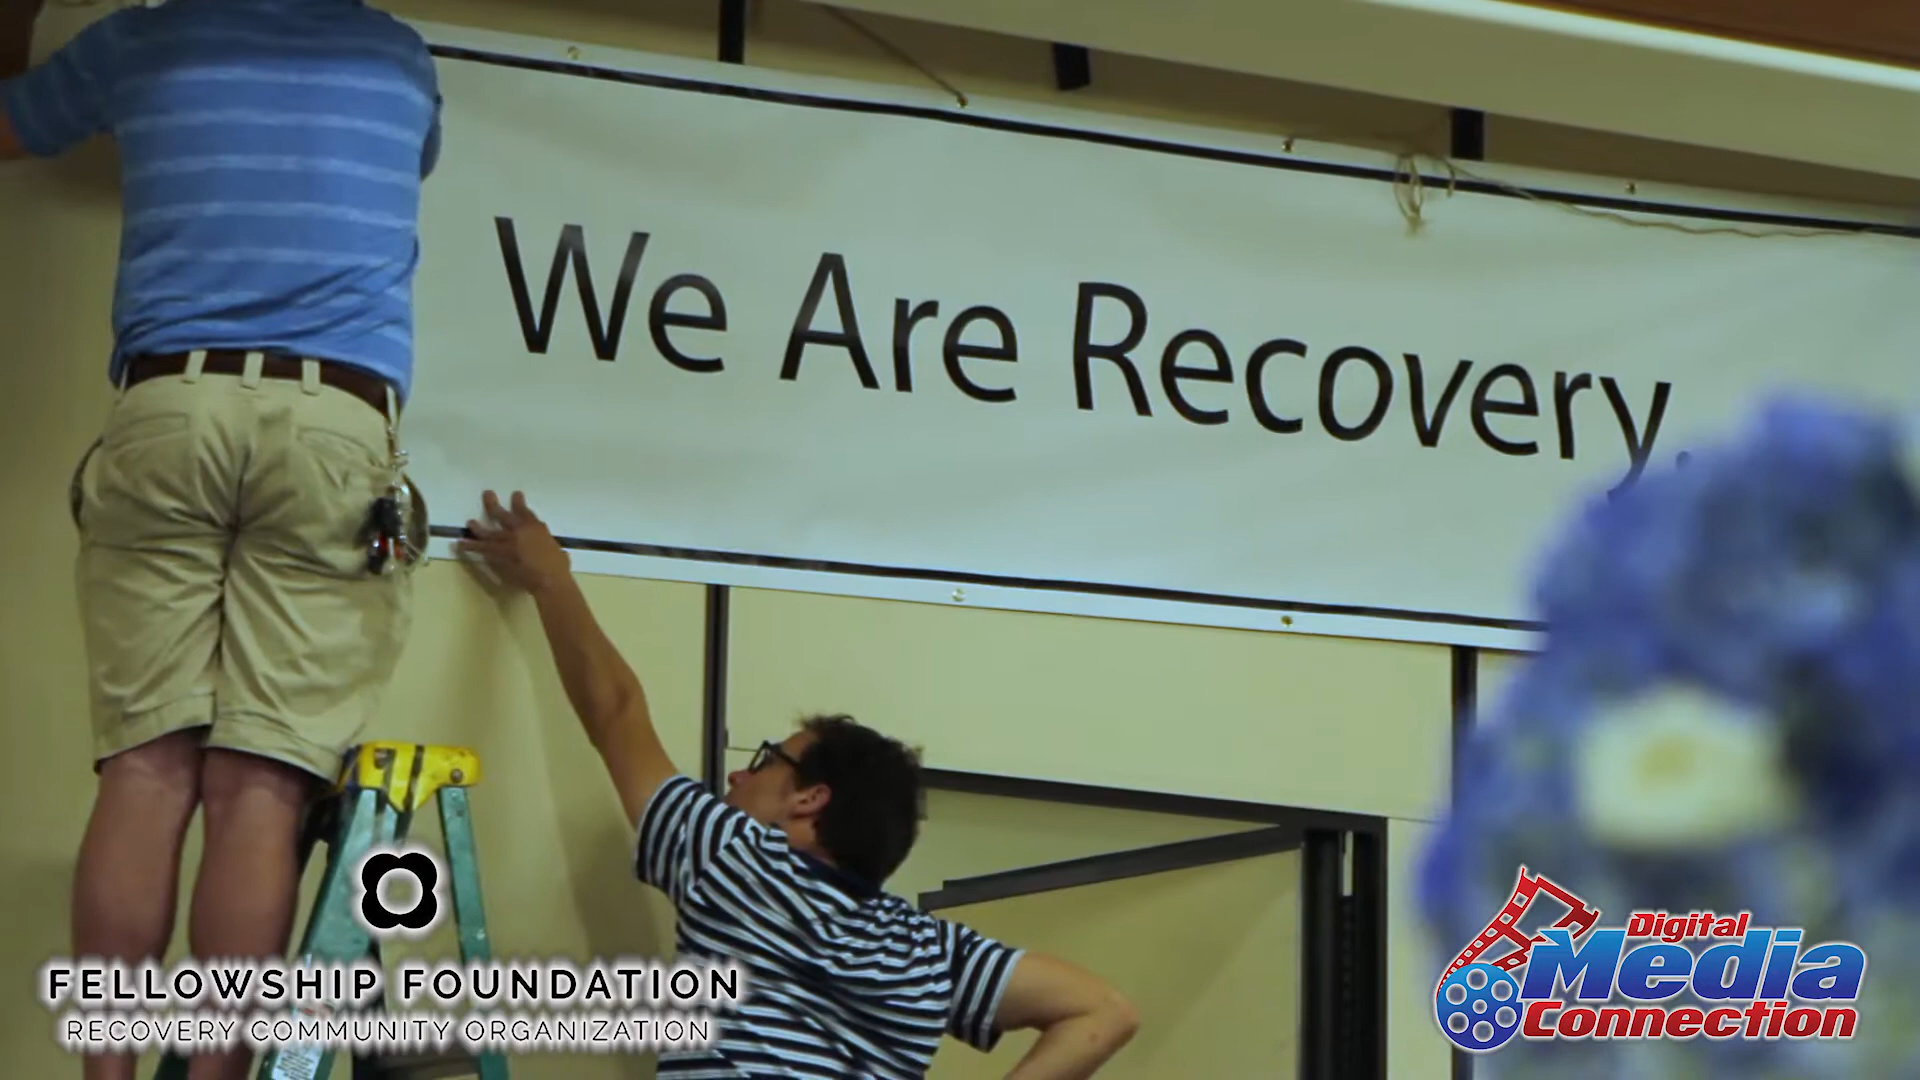 We Are Recovery.
FELLOWSHIP FOUNDATION
RECOVERY COMMUNITY ORGANIZATION
Digital
Media
Connection